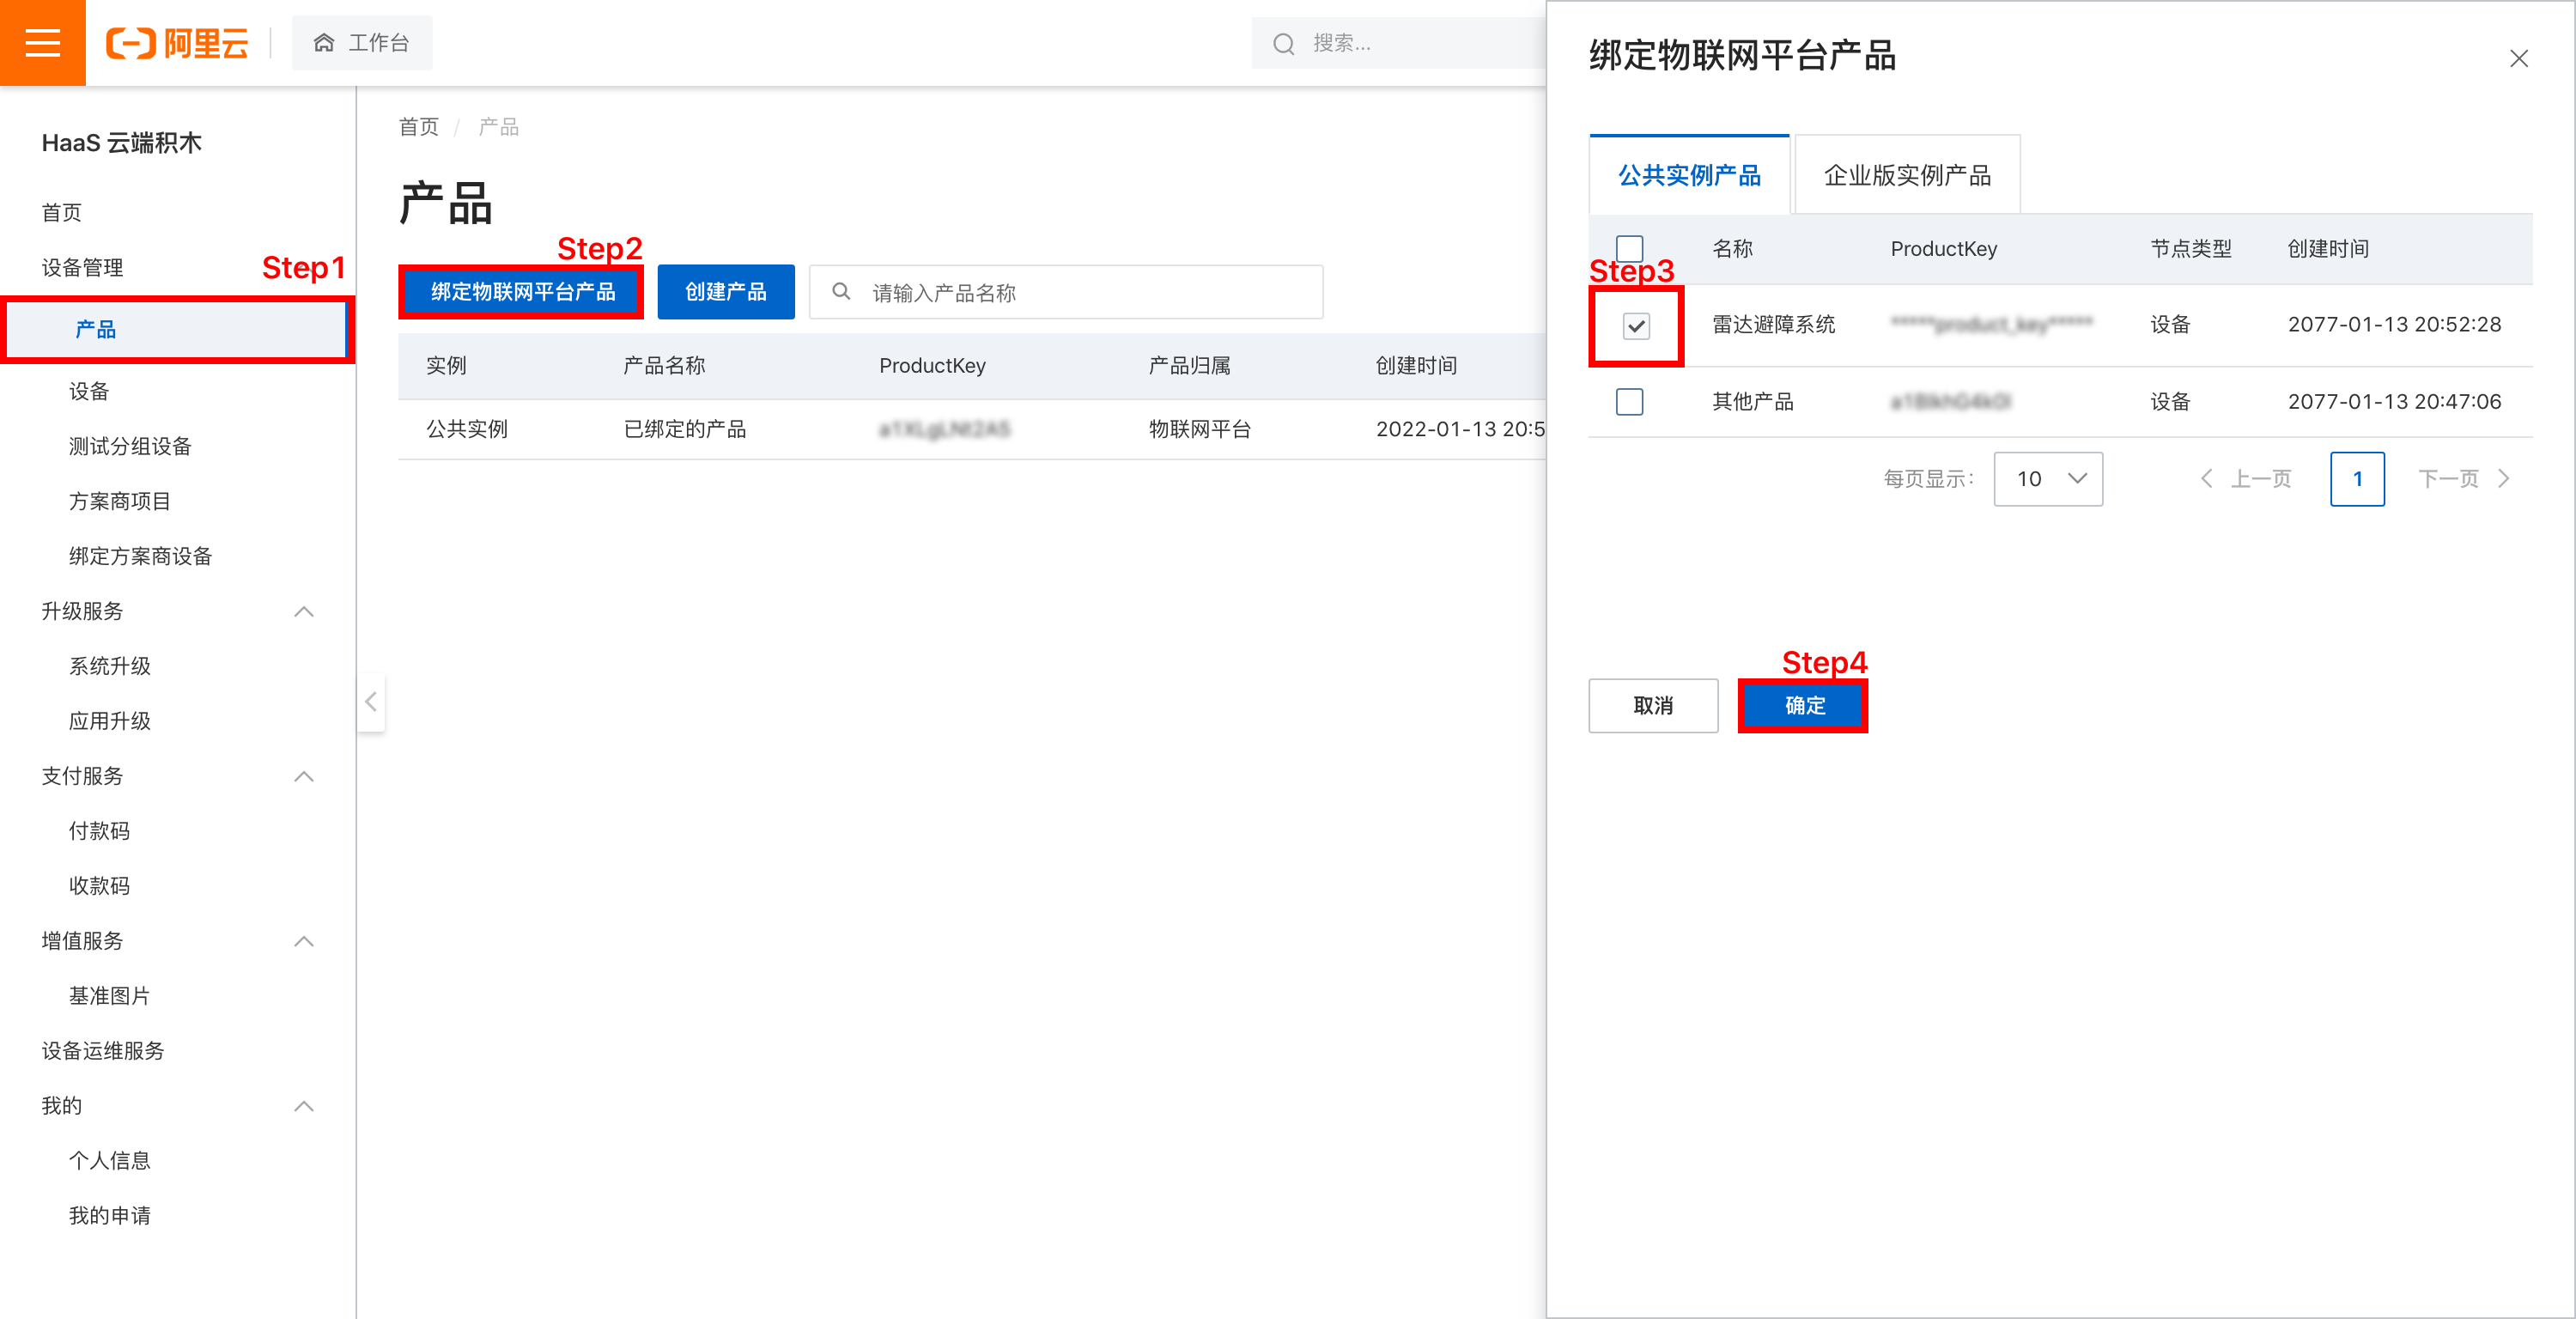 阿里云
工作台
搜索...
HaaS 云端积木
首页
设备管理
Step1
产品
设备
测试分组设备
方案商项目
绑定方案商设备
升级服务
系统升级
应用升级
支付服务
付款码
收款码
增值服务
基准图片
设备运维服务
我的
个人信息
我的申请
首页 / 产品
产品
Step2
绑定物联网平台产品 创建产品 请输入产品名称
实例 产品名称 ProductKey 产品归属 创建时间
公共实例 已绑定的产品 物联网平台 2022-01-13 20:5
绑定物联网平台产品
公共实例产品 企业版实例产品
名称 ProductKey 节点类型 创建时间
Step3
雷达避障系统 *****product_key***** 设备 2077-01-13 20:52:28
其他产品 设备 2077-01-13 20:47:06
每页显示： 10 上一页 1 下一页
Step4
取消 确定